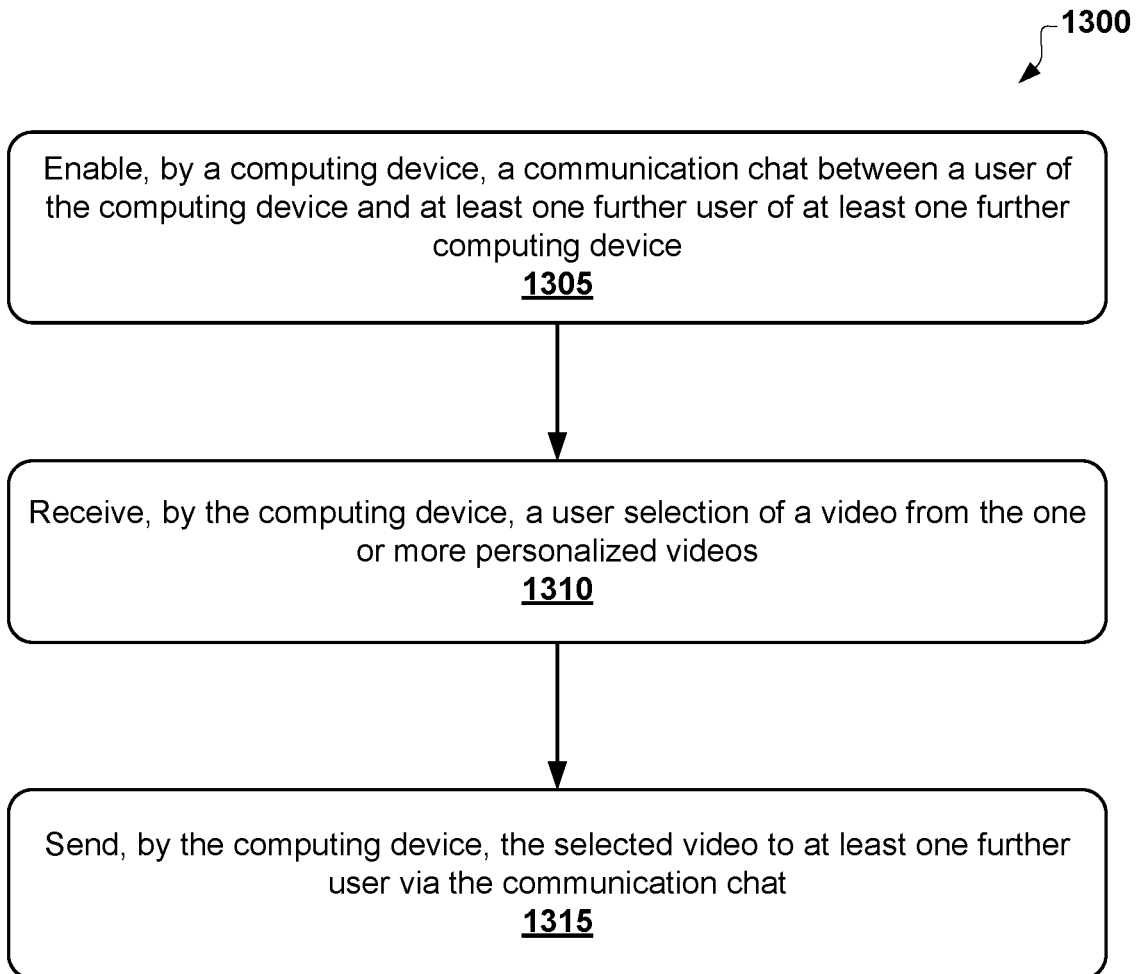 1300
Enable, by a computing device, a communication chat between a user of
the computing device and at least one further user of at least one further
computing device
1305
Receive, by the computing device, a user selection of a video from the one
or more personalized videos
1310
Send, by the computing device, the selected video to at least one further
user via the communication chat
1315